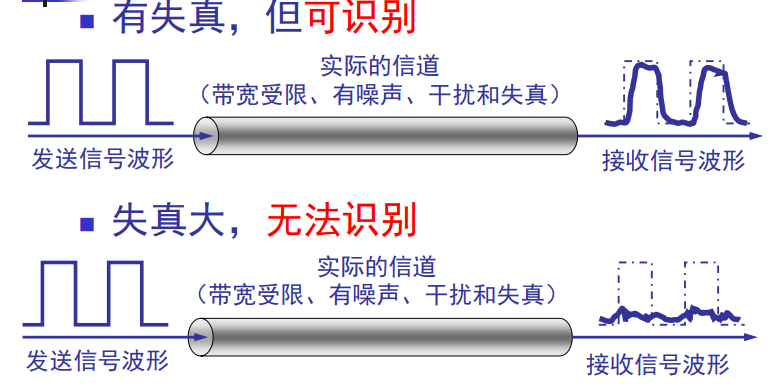 有失真，但可识别
实际的信道
（带宽受限、有噪声、干扰和失真）
发送信号波形
接收信号波形
失真大，无法识别
实际的信道
（带宽受限、有噪声、干扰和失真）
发送信号波形
接收信号波形